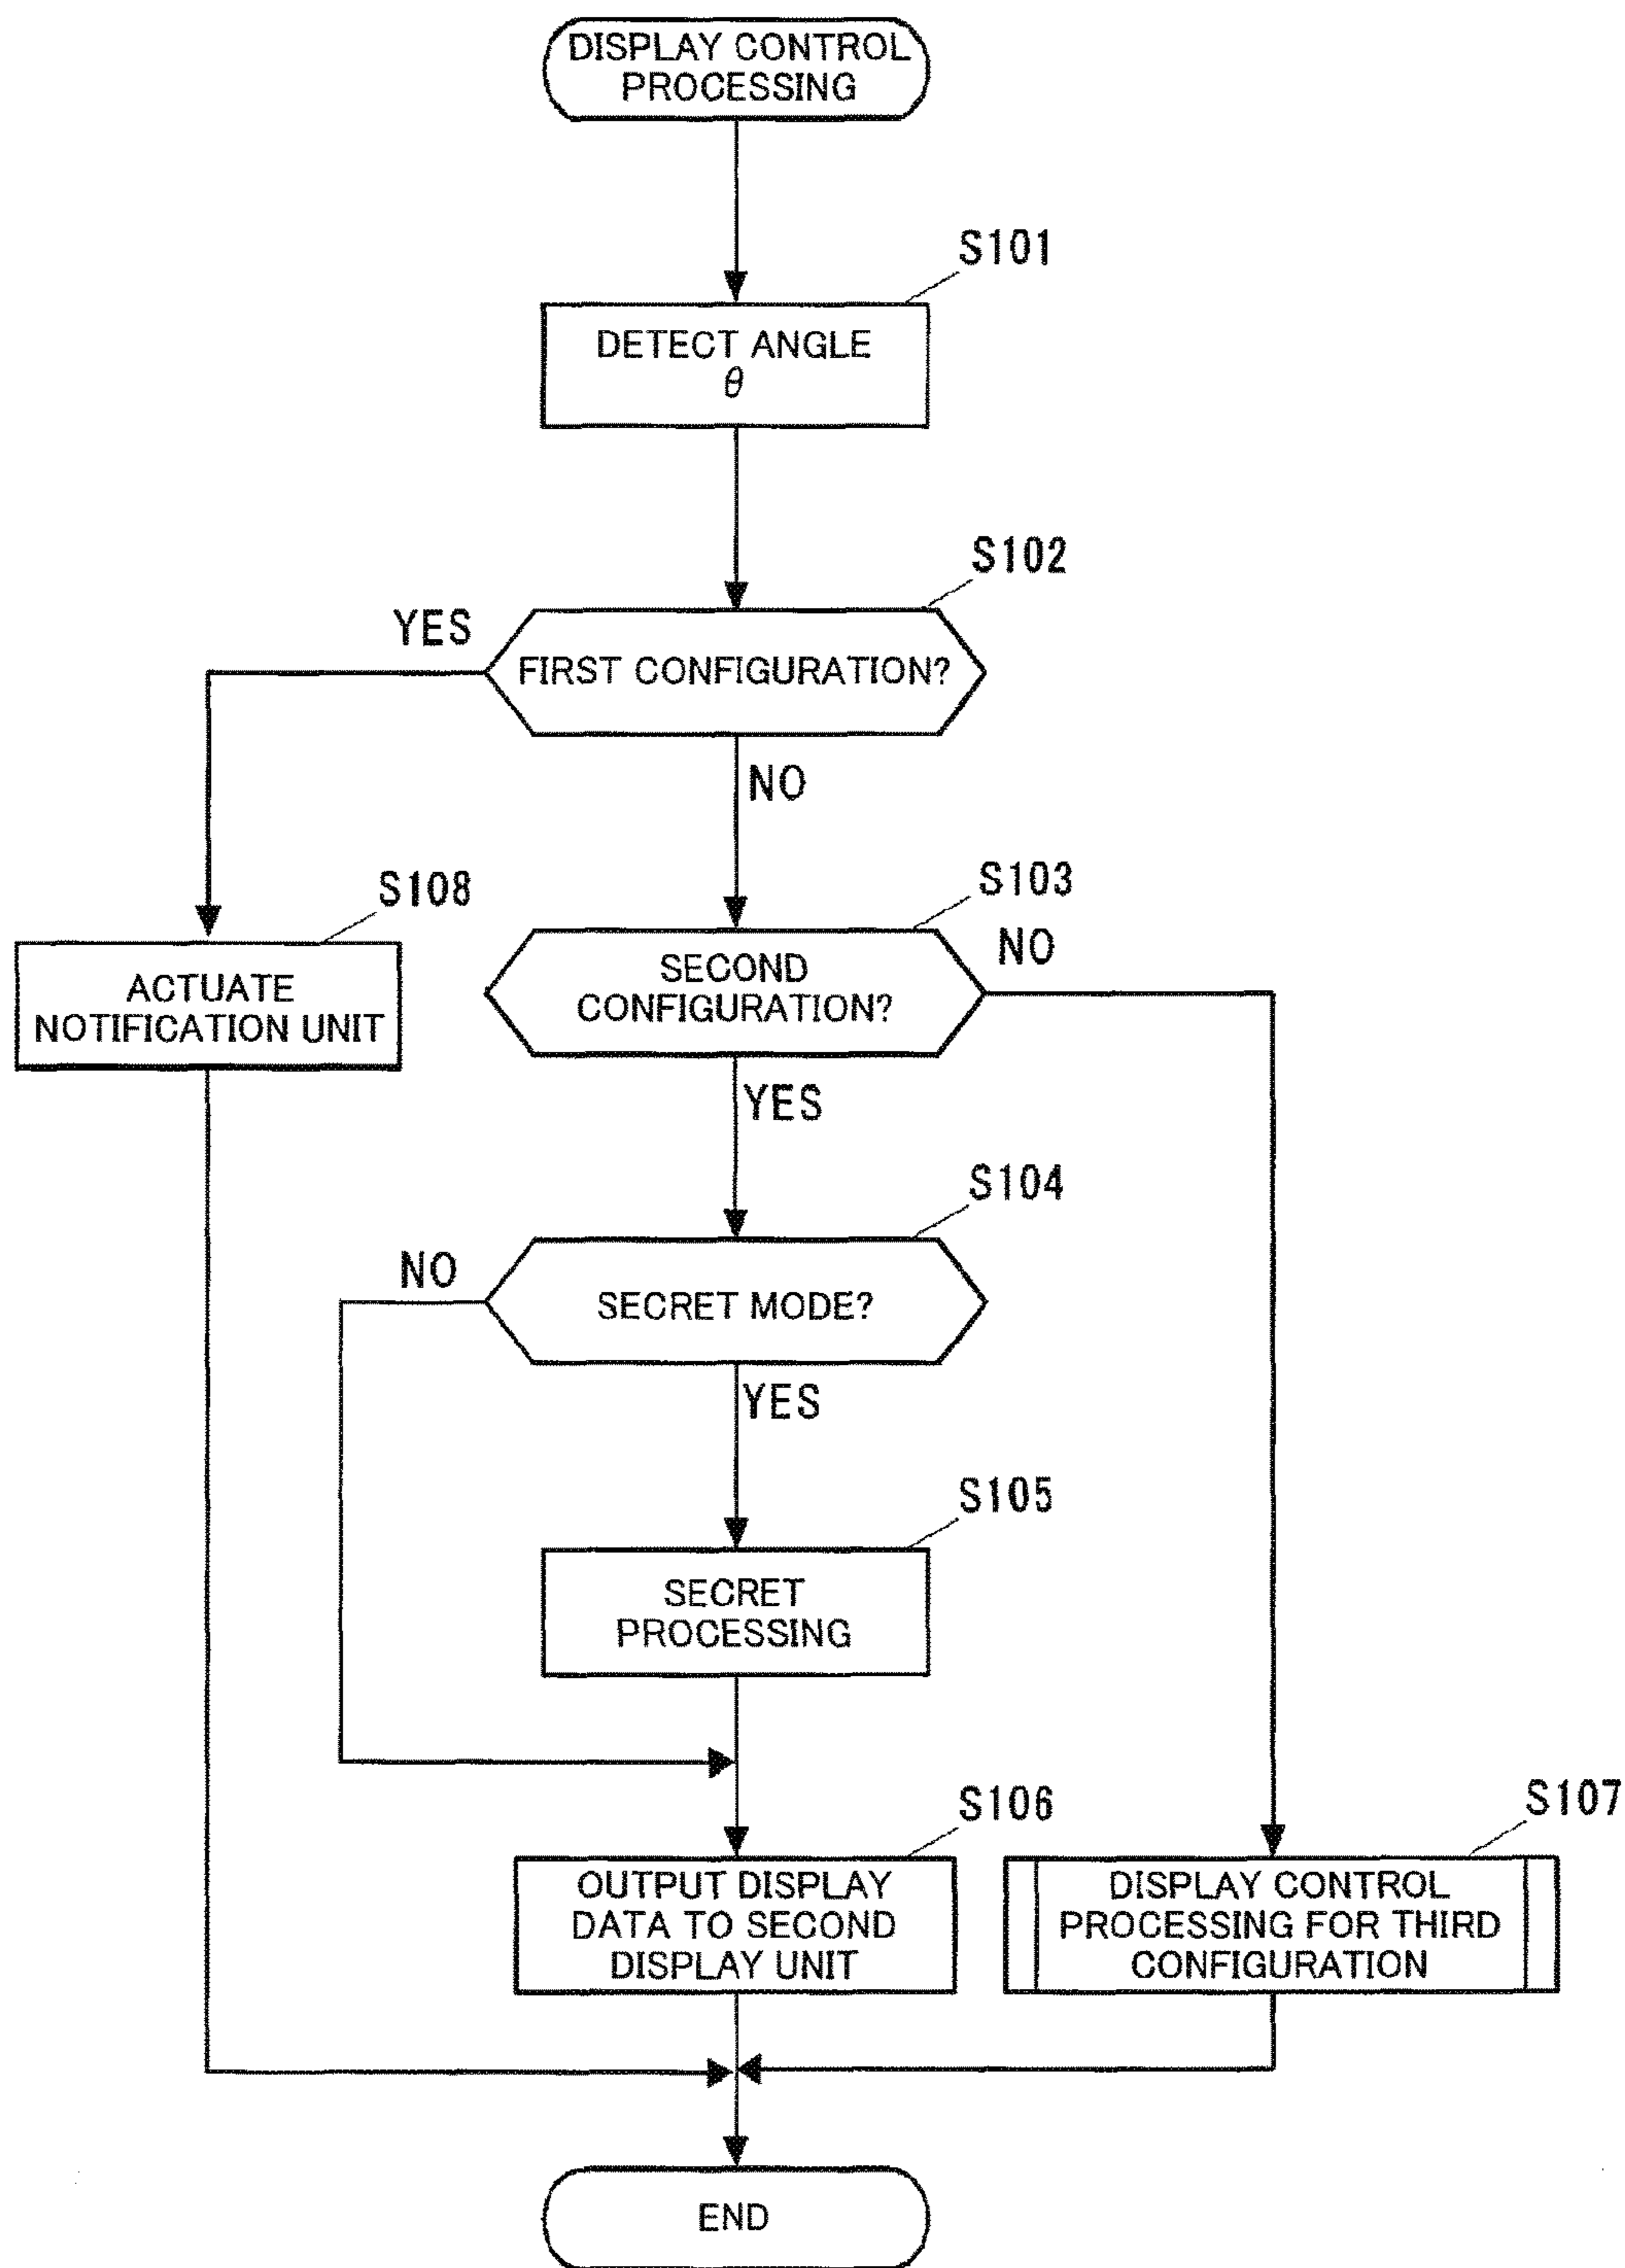 DISPLAY CONTROL
PROCESSING
S101
DETECT ANGLE
θ
S102
YES
FIRST CONFIGURATION?
NO
S108
ACTUATE
NOTIFICATION UNIT
S103
NO
SECOND
CONFIGURATION?
YES
S104
NO
SECRET MODE?
YES
S105
SECRET
PROCESSING
S106
OUTPUT DISPLAY
DATA TO SECOND
DISPLAY UNIT
S107
DISPLAY CONTROL
PROCESSING FOR THIRD
CONFIGURATION
END